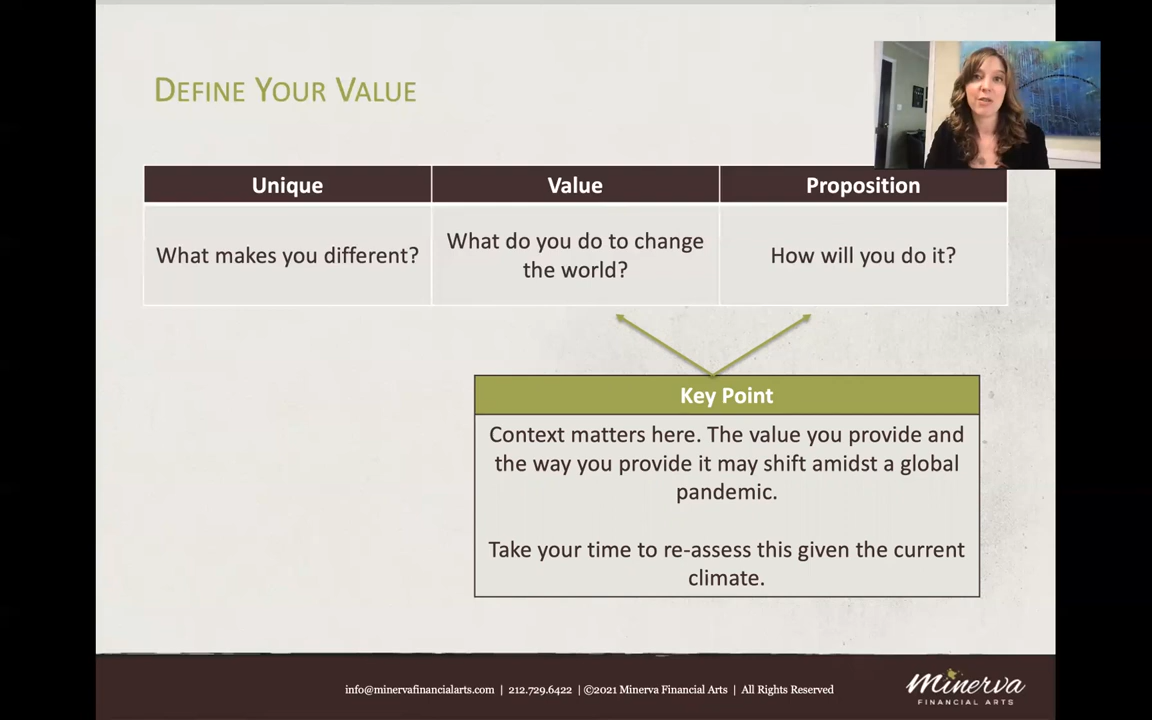 DEFINE YOUR VALUE
Unique
Value
Proposition
What makes you different?
What do you do to change
the world?
How will you do it?
Key Point
Context matters here. The value you provide and
the way you provide it may shift amidst a global
pandemic.
Take your time to re-assess this given the current
climate.
info@minervafinancialarts.com | 212.729.6422 | ©2021 Minerva Financial Arts | All Rights Reserved
Minerva
FINANCIAL ARTS